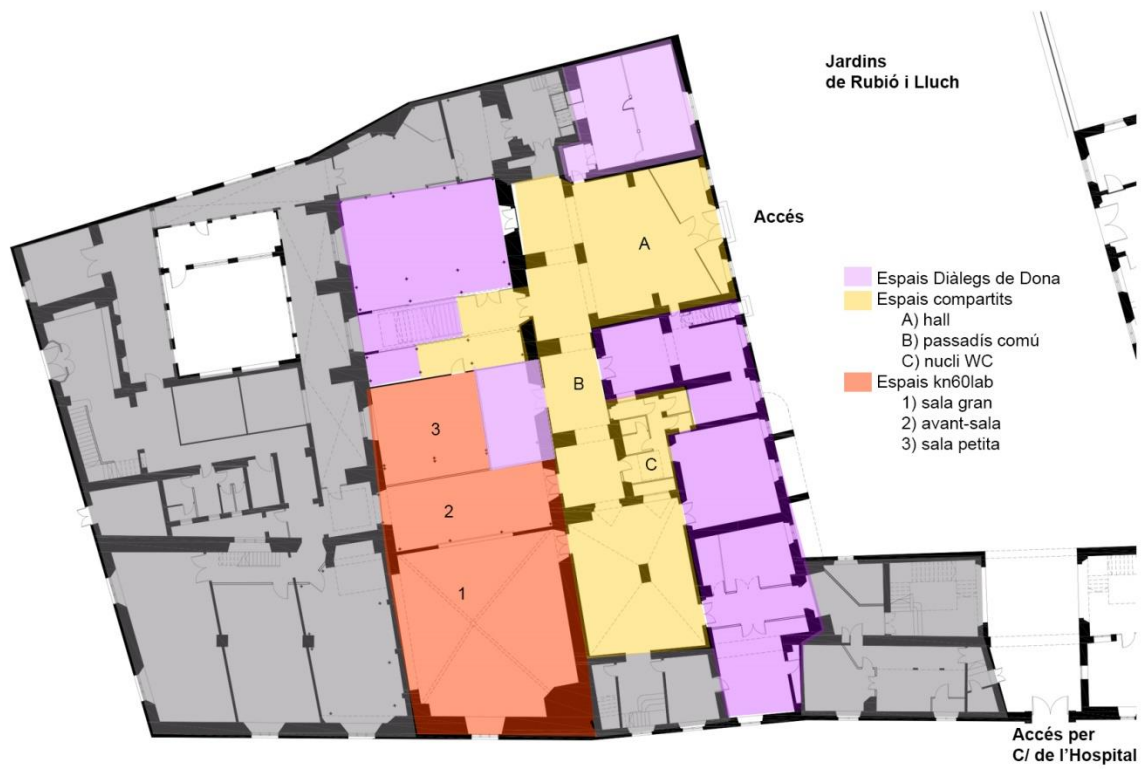 Jardins
de Rubió i Lluch
Accés
A
Espais Diàlegs de Dona
Espais compartits
A) hall
B) passadís comú
C) nucli WC
Espais kn60lab
1) sala gran
2) avant-sala
3) sala petita
B
3
C
2
1
Accés per
C/ de l'Hospital